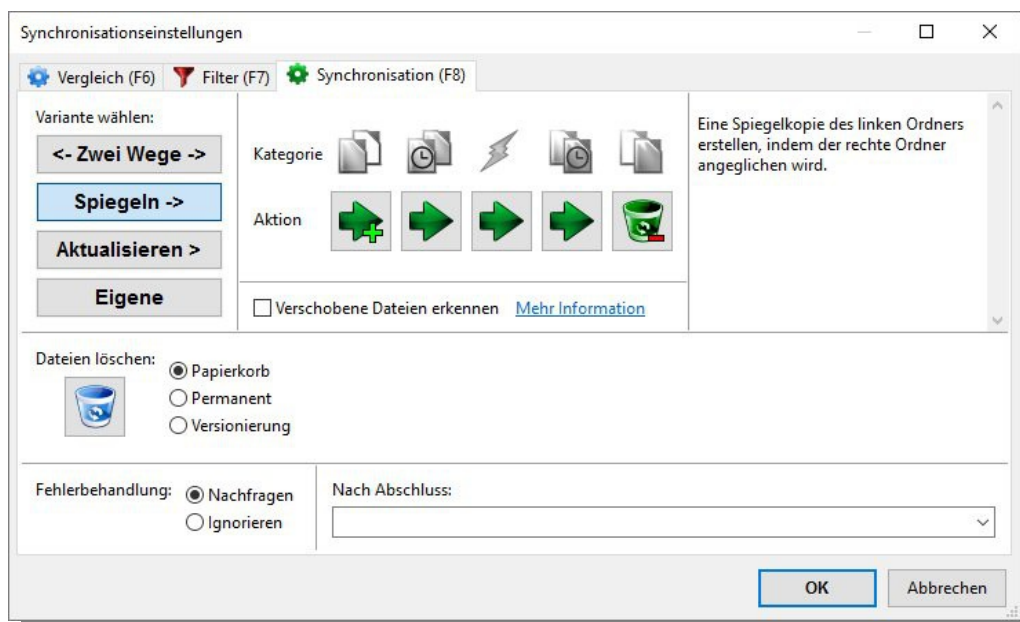 Synchronisationseinstellungen
Vergleich (F6) Filter (F7) Synchronisation (F8)
Variante wählen:
<- Zwei Wege ->
Spiegeln ->
Aktualisieren >
Eigene
Kategorie
Aktion
Verschobene Dateien erkennen Mehr Information
Eine Spiegelkopie des linken Ordners
erstellen, indem der rechte Ordner
angeglichen wird.
Dateien löschen:
Papierkorb
Permanent
Versionierung
Fehlerbehandlung:
Nachfragen
Ignorieren
Nach Abschluss:
OK Abbrechen